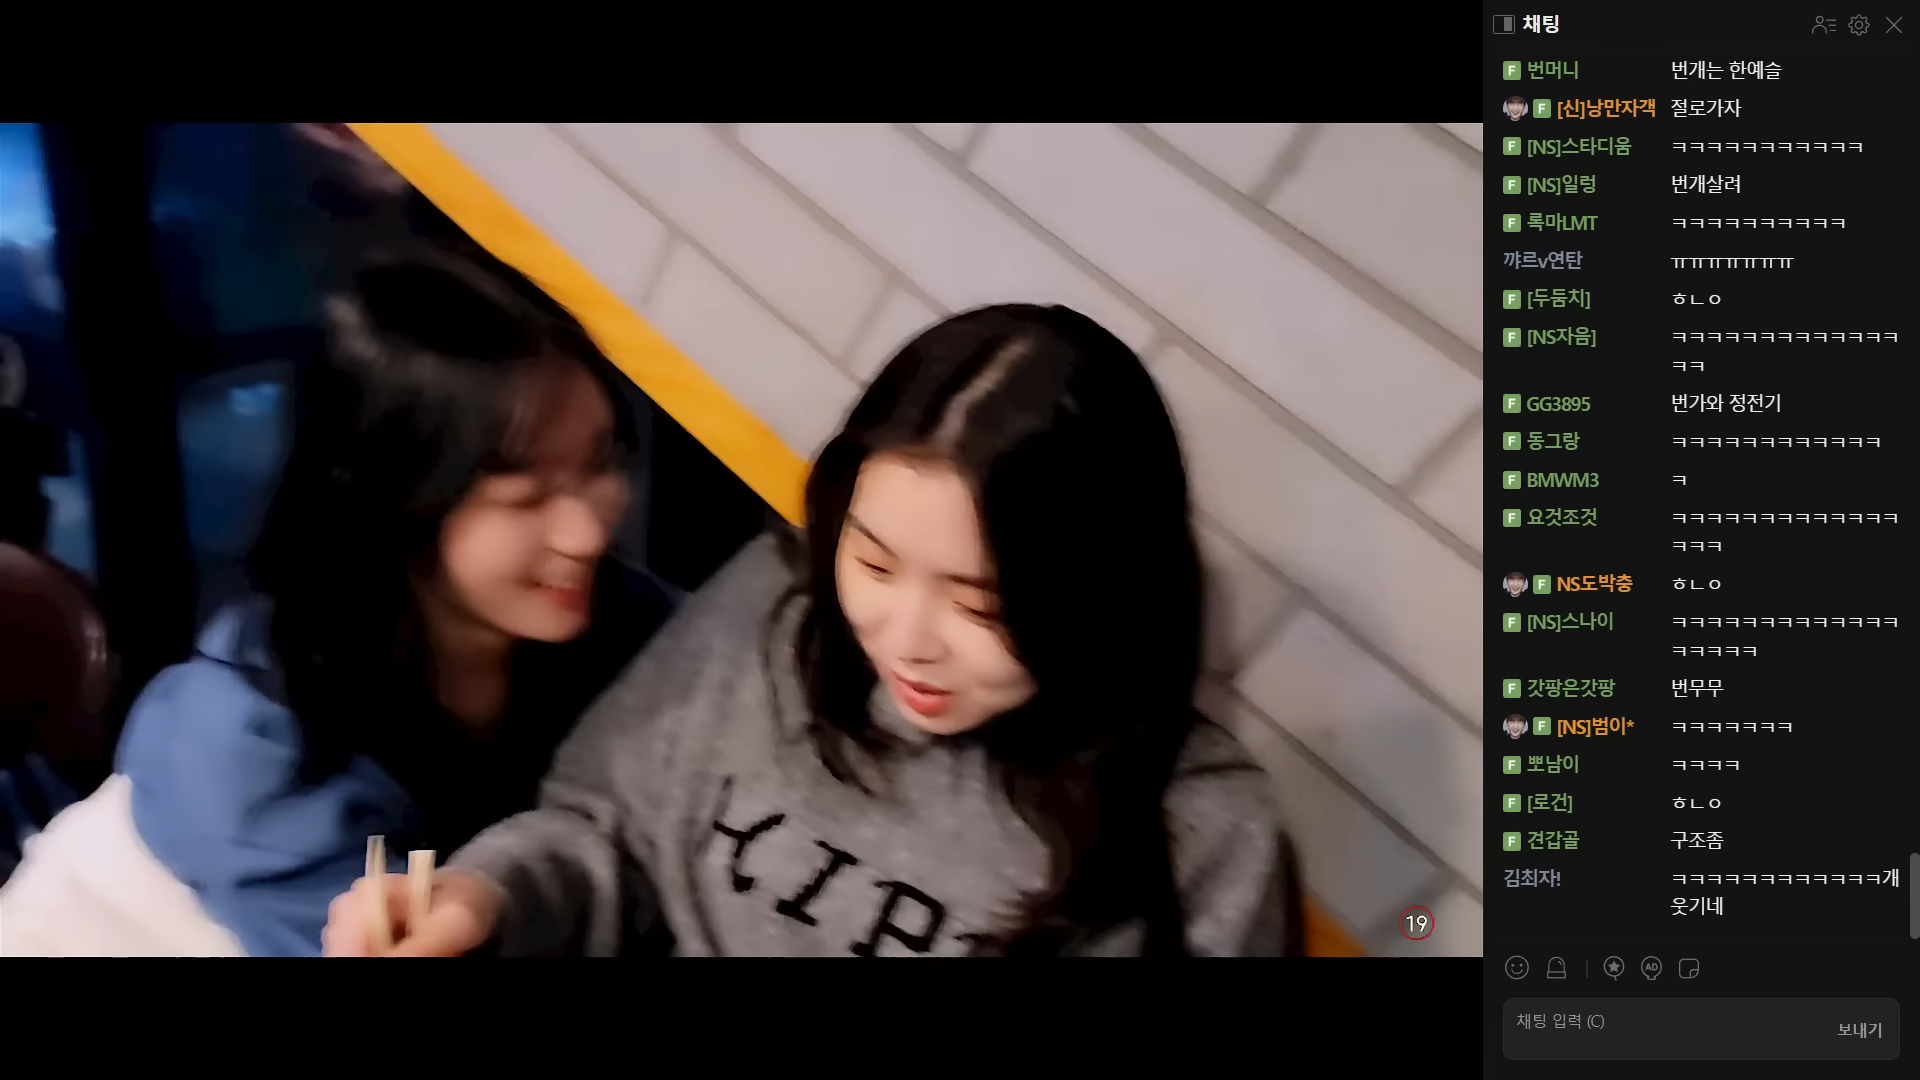 채팅
F 번머니 번개는 한예슬
F [신]낭만자객 절로가자
F [NS]스타디움 ㅋㅋㅋㅋㅋㅋㅋㅋㅋㅋㅋ
F [NS]일렁 번개살려
F 록마LMT ㅋㅋㅋㅋㅋㅋㅋㅋㅋㅋ
꺄르v연탄 ㅠㅠㅠㅠㅠㅠㅠ
F [두둠치] ㅎㄴㅇ
F [NS자음] ㅋㅋㅋㅋㅋㅋㅋㅋㅋㅋㅋㅋㅋ
ㅋㅋ
F GG3895 번가와 정전기
F 동그랑 ㅋㅋㅋㅋㅋㅋㅋㅋㅋㅋㅋㅋ
F BMWM3 ㅋ
F 요것조것 ㅋㅋㅋㅋㅋㅋㅋㅋㅋㅋㅋㅋㅋ
ㅋㅋㅋ
F NS도박충 ㅎㄴㅇ
F [NS]스나이 ㅋㅋㅋㅋㅋㅋㅋㅋㅋㅋㅋㅋㅋ
ㅋㅋㅋㅋㅋ
F 갓팡은갓팡 번무무
F [NS]범이* ㅋㅋㅋㅋㅋㅋㅋ
F 뽀남이 ㅋㅋㅋㅋ
F [로건] ㅎㄴㅇ
F 견갑골 구조좀
김최자! ㅋㅋㅋㅋㅋㅋㅋㅋㅋㅋㅋㅋ개
웃기네
YIP
19
AD
채팅 입력 (C)
보내기